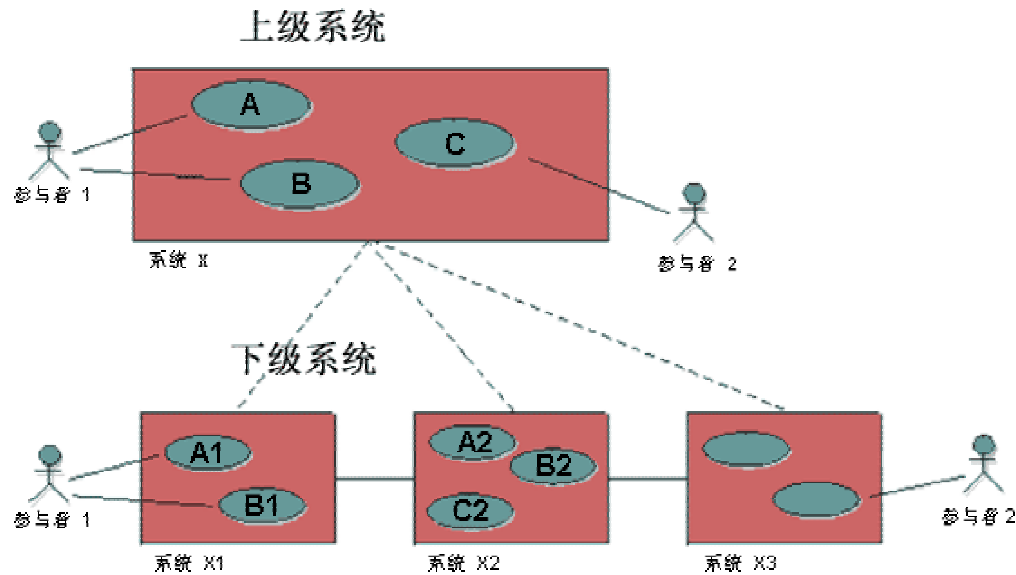 上级系统
A
C
B
参与者 1
系统 X
参与者 2
下级系统
A1
A2
B2
B1
C2
参与者 1
参与者2
系统 X1
系统 X2
系统 X3